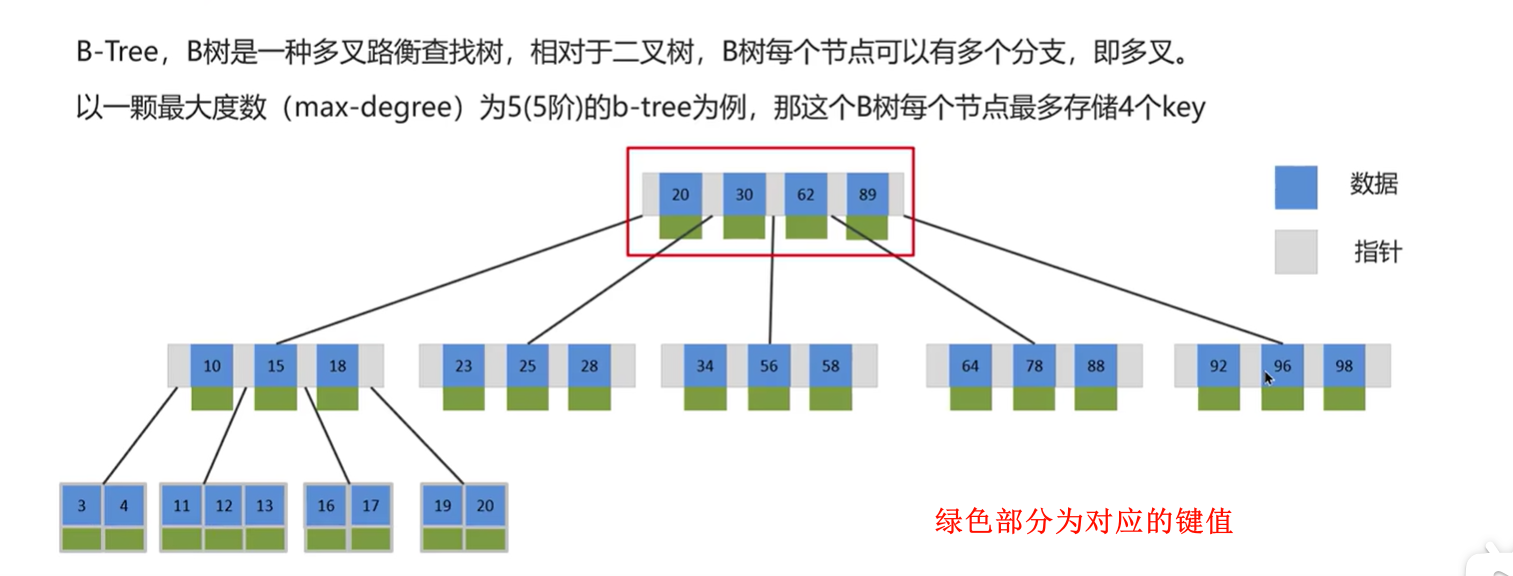 B-Tree，B树是一种多叉路衡查找树，相对于二叉树，B树每个节点可以有多个分支，即多叉。
以一颗最大度数（max-degree）为5(5阶)的b-tree为例，那这个B树每个节点最多存储4个key
20 30 62 89
数据
指针
10 15 18 23 25 28 34 56 58 64 78 88 92 96 98
3 4 11 12 13 16 17 19 20
绿色部分为对应的键值